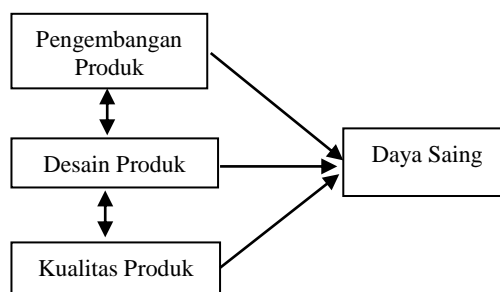 Pengembangan
Produk
Desain Produk
Daya Saing
Kualitas Produk